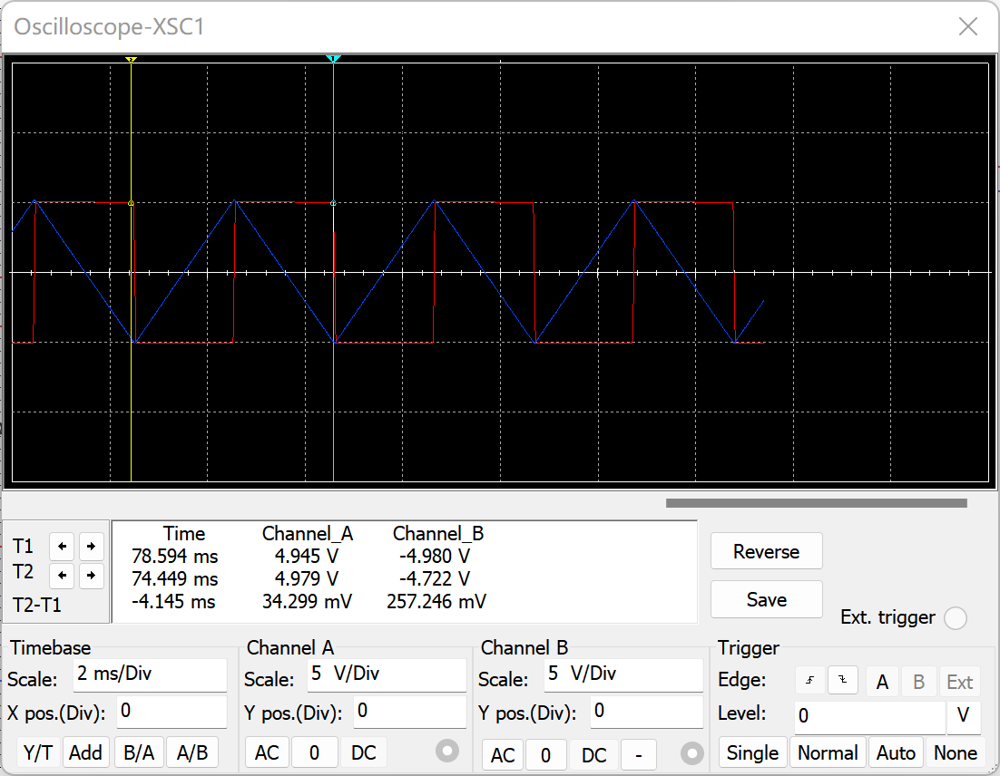 Oscilloscope-XSC1
2 1
Time Channel_A Channel_B
T1 78.594 ms 4.945 V -4.980 V
T2 74.449 ms 4.979 V -4.722 V
T2-T1 -4.145 ms 34.299 mV 257.246 mV
Reverse
Save
Ext. trigger
Timebase Channel A Channel B Trigger
Scale: 2 ms/Div Scale: 5 V/Div Scale: 5 V/Div Edge: A B Ext
X pos.(Div): 0 Y pos.(Div): 0 Y pos.(Div): 0 Level: 0 V
Y/T Add B/A A/B AC 0 DC AC 0 DC - Single Normal Auto None